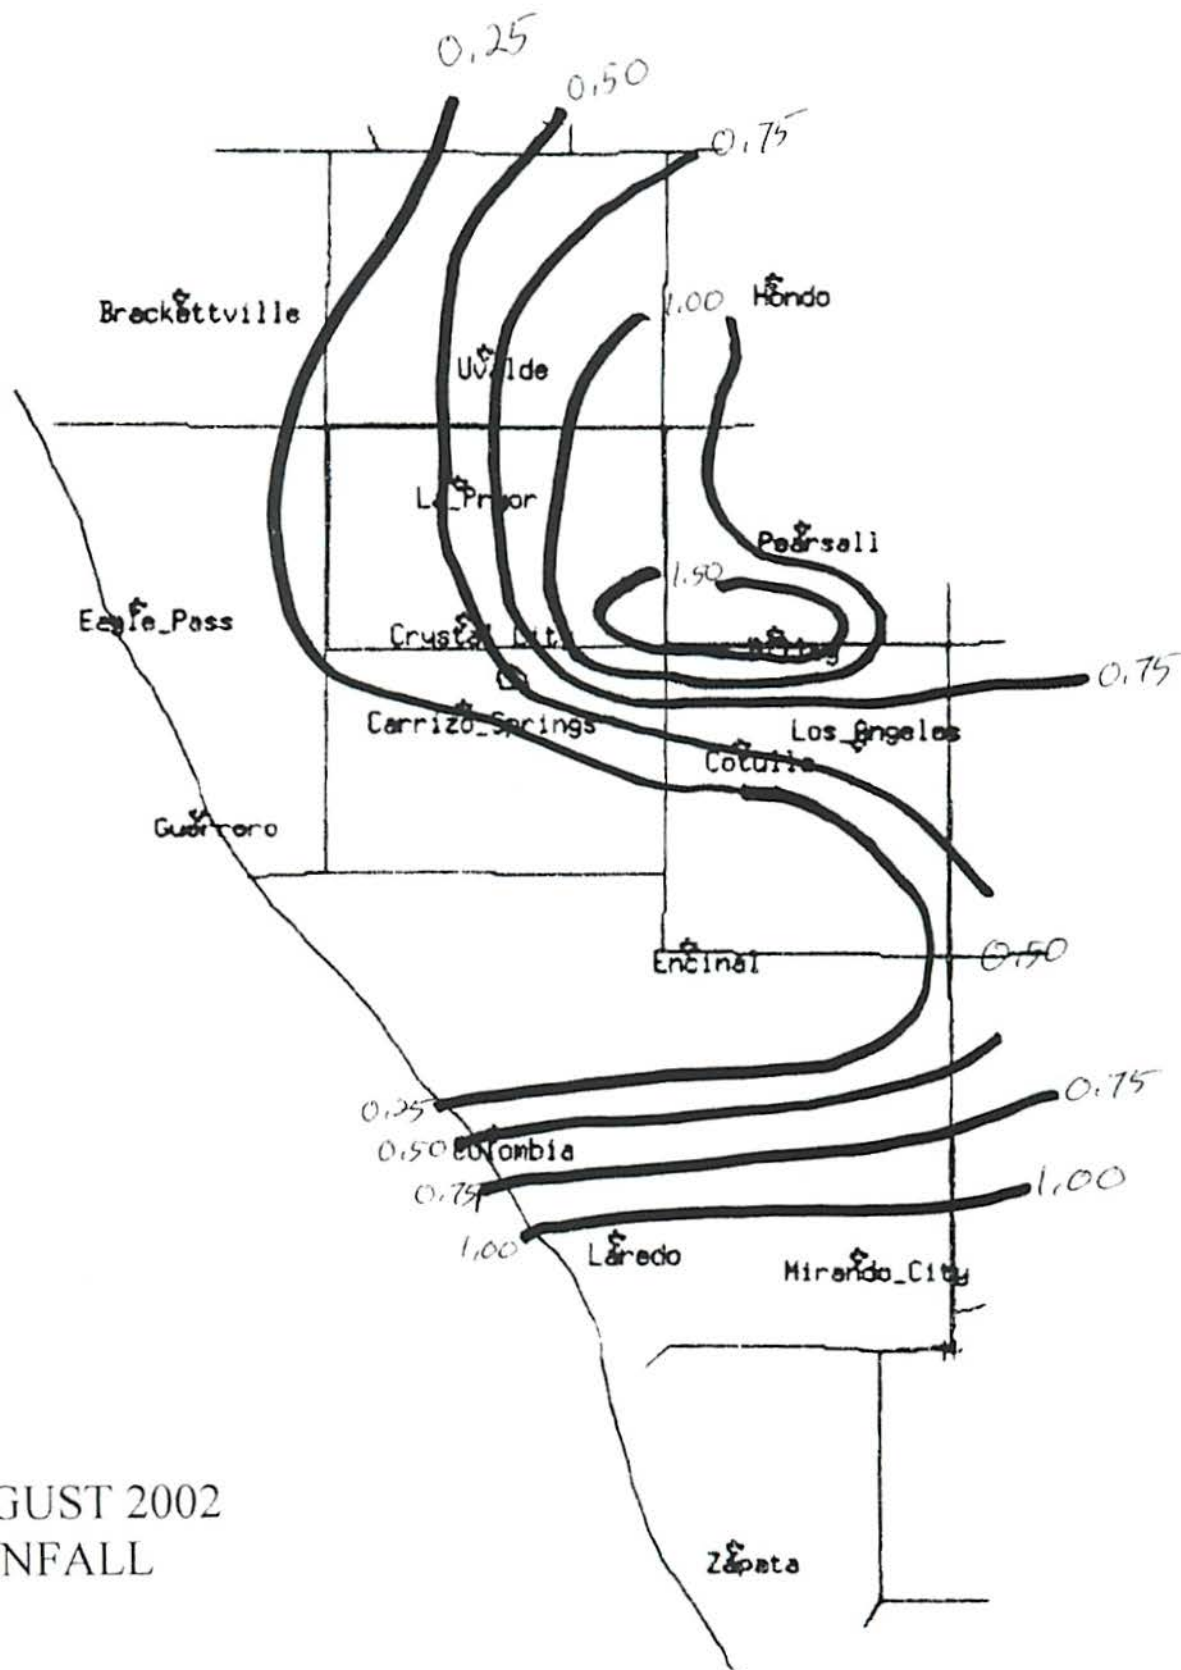 0.25
0.50
0.75
1.00
Hondo
Brackettville
Uvalde
La_Pryor
Pearsall
1.50
Eagle_Pass
Crystal_City
0.75
Carrizo_Springs
Los_Angeles
Cotulla
Guerrero
Encinal
0.50
0.25
0.75
0.50
Colombia
0.75
1.00
1.00
Laredo
Mirando_City
GUST 2002
NFALL
Zapata